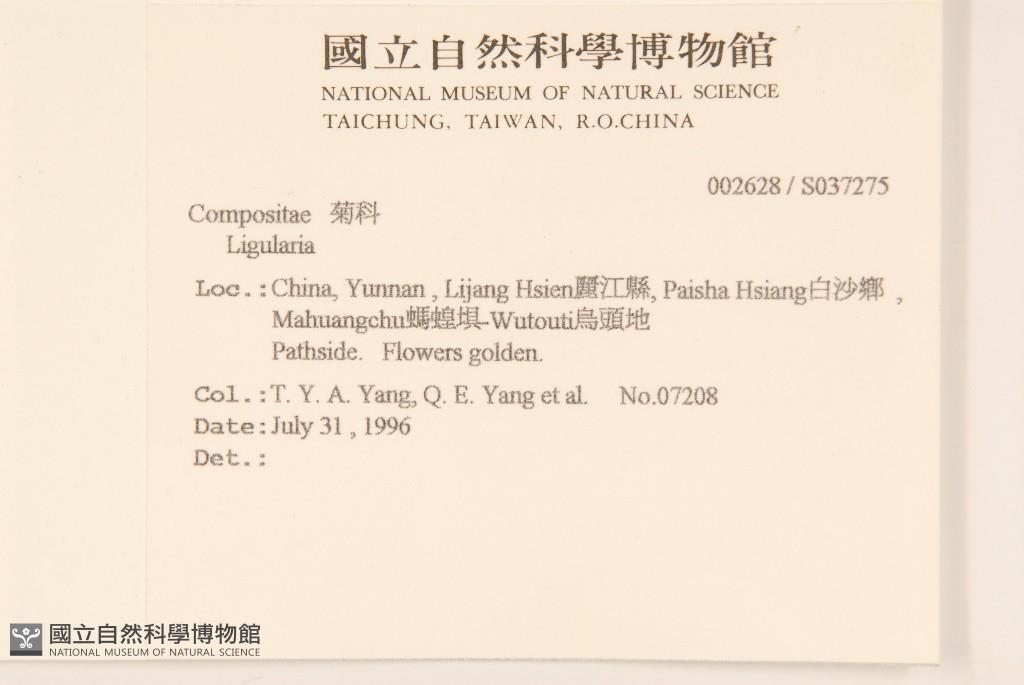 國立自然科學博物館
NATIONAL MUSEUM OF NATURAL SCIENCE
TAICHUNG, TAIWAN, R.O.CHINA
002628 / S037275
Compositae 菊科
Ligularia
Loc.: China, Yunnan , Lijang Hsien麗江縣, Paisha Hsiang白沙鄉 ,
Mahuangchu螞蝗埧-Wutouti烏頭地
Pathside. Flowers golden.
Col.: T. Y. A. Yang, Q. E. Yang et al. No.07208
Date: July 31 , 1996
Det.:
國立自然科學博物館
NATIONAL MUSEUM OF NATURAL SCIENCE